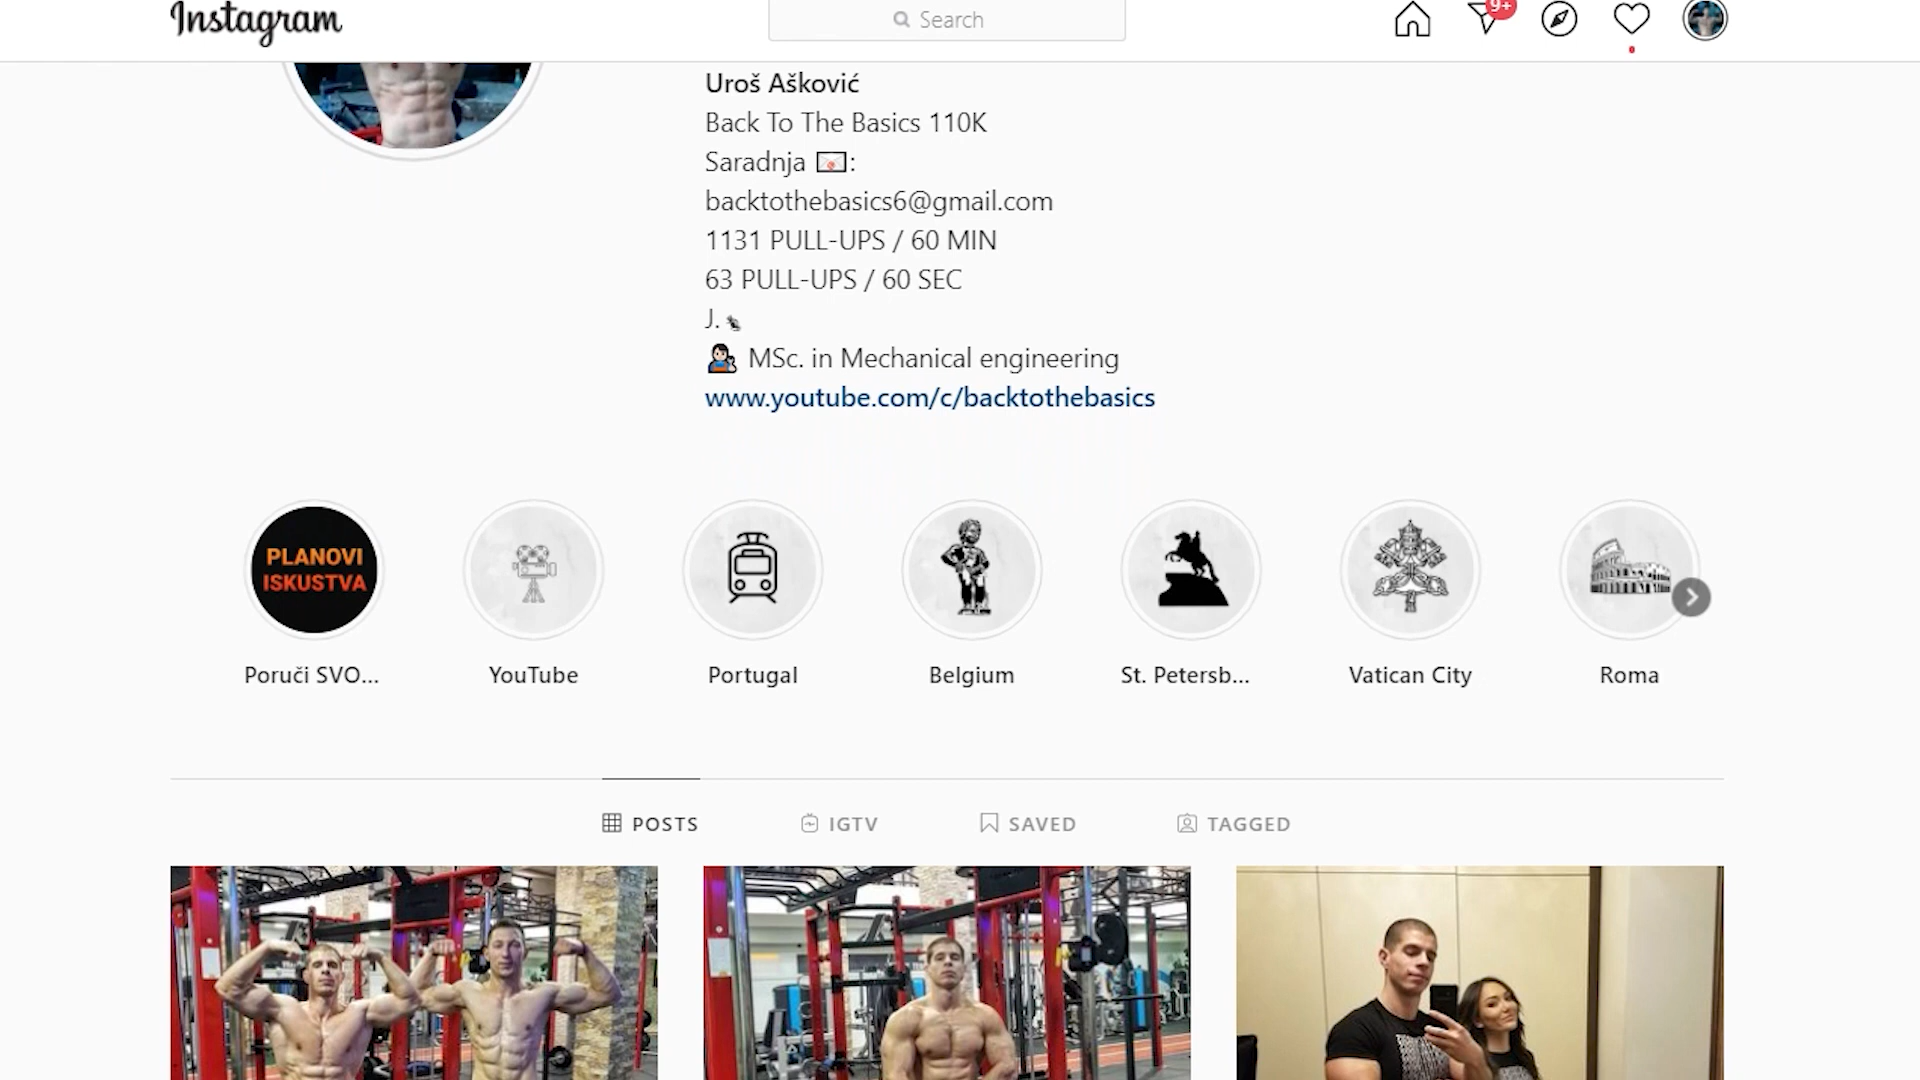 Instagram
Search
9+
Uroš Ašković
Back To The Basics 110K
Saradnja 💌:
backtothebasics6@gmail.com
1131 PULL-UPS / 60 MIN
63 PULL-UPS / 60 SEC
J. 🐜
👨‍🏫 MSc. in Mechanical engineering
www.youtube.com/c/backtothebasics
PLANOVI
ISKUSTVA
Poruči SVO...
YouTube
Portugal
Belgium
St. Petersb...
Vatican City
Roma
POSTS
IGTV
SAVED
TAGGED